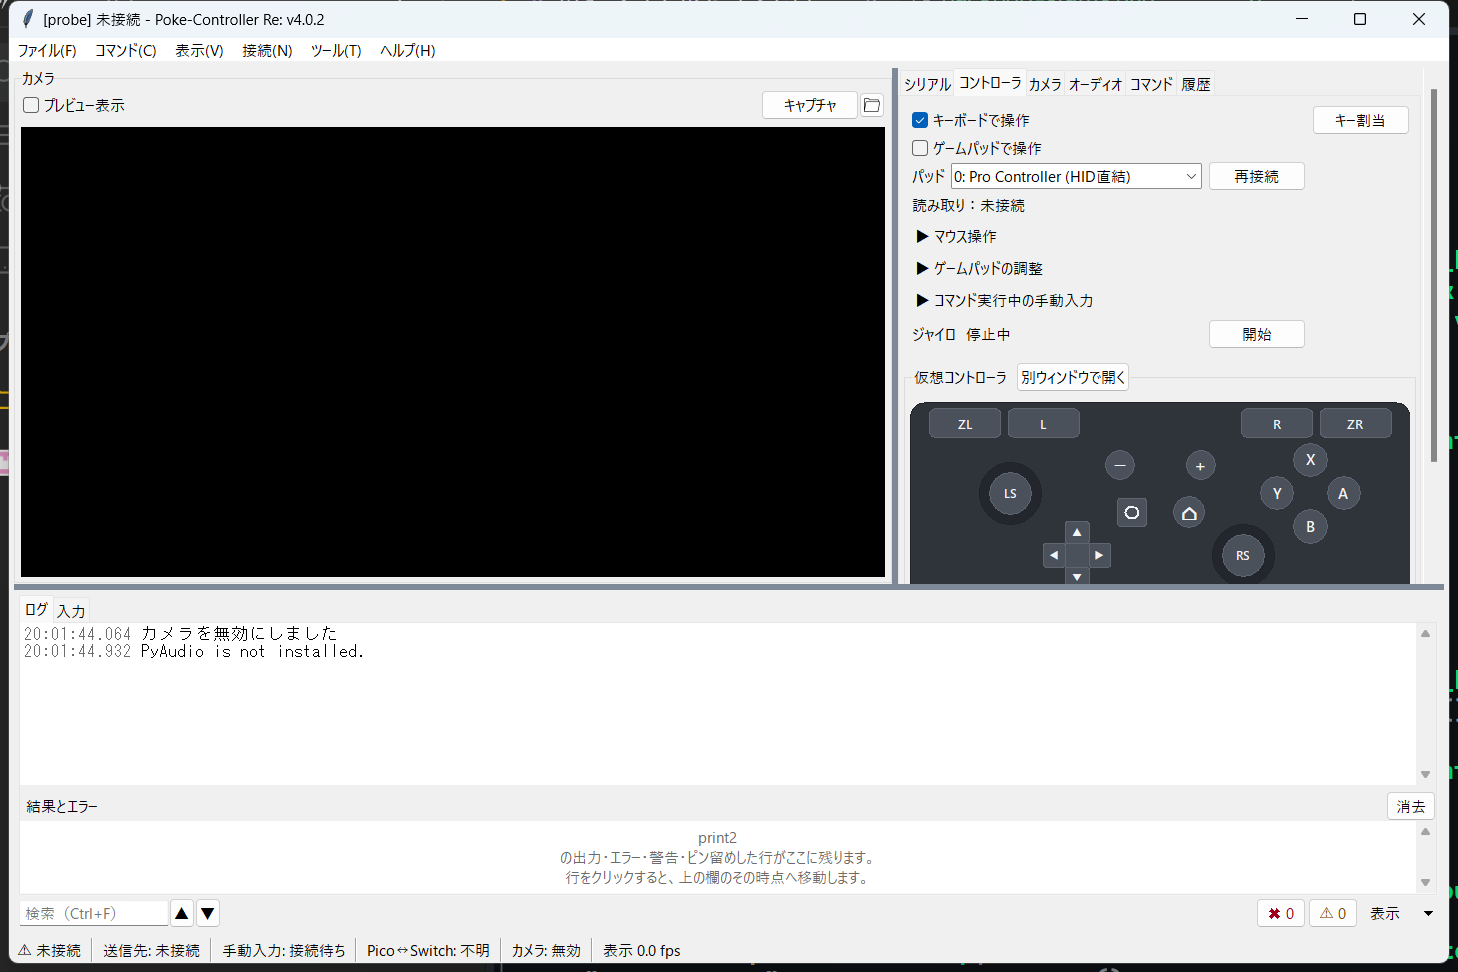 [probe] 未接続 - Poke-Controller Re: v4.0.2
ファイル(F) コマンド(C) 表示(V) 接続(N) ツール(T) ヘルプ(H)
カメラ
プレビュー表示
キャプチャ
シリアル コントローラ カメラ オーディオ コマンド 履歴
キーボードで操作
キー割当
ゲームパッドで操作
パッド 0: Pro Controller (HID直結)
再接続
読み取り：未接続
▶ マウス操作
▶ ゲームパッドの調整
▶ コマンド実行中の手動入力
ジャイロ 停止中
開始
仮想コントローラ 別ウィンドウで開く
ZL L R ZR
X
LS Y A
B
RS
ログ 入力
20:01:44.064 カメラを無効にしました
20:01:44.932 PyAudio is not installed.
結果とエラー
消去
print2
の出力・エラー・警告・ピン留めした行がここに残ります。
行をクリックすると、上の欄のその時点へ移動します。
検索（Ctrl+F） ▲ ▼
✖ 0 ⚠ 0 表示
⚠ 未接続 送信先: 未接続 手動入力: 接続待ち Pico↔Switch: 不明 カメラ: 無効 表示 0.0 fps